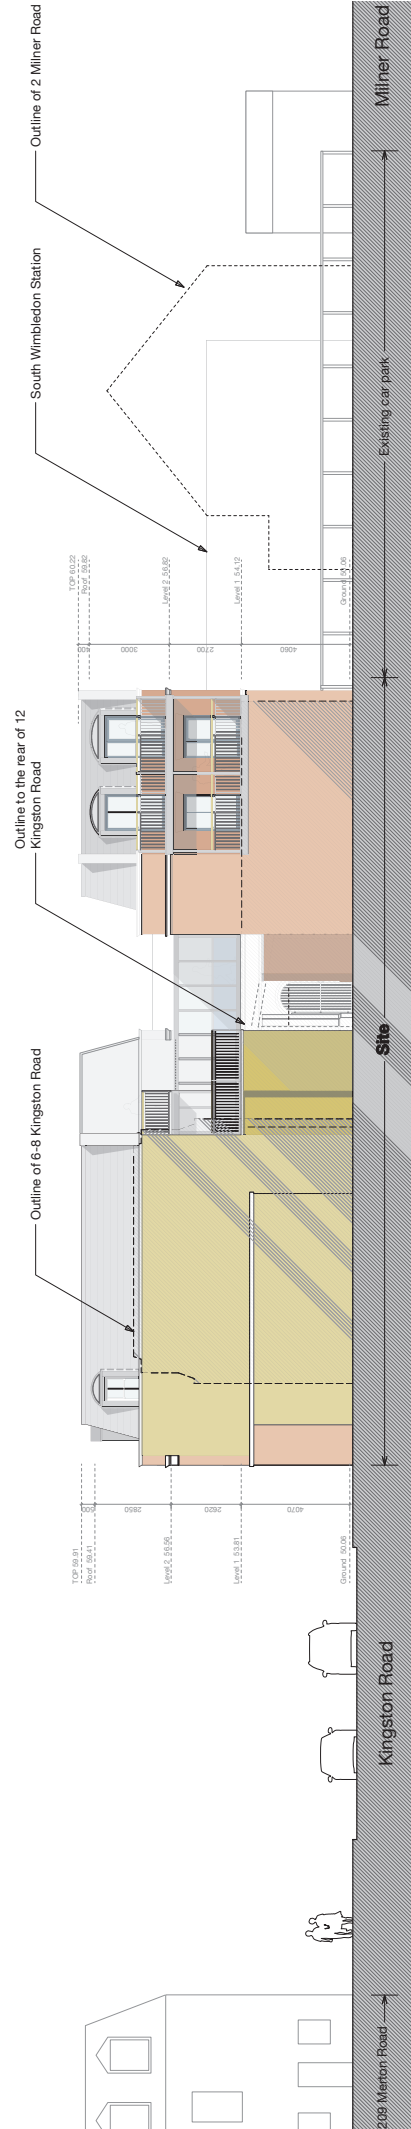 Outline of 2 Milner Road
South Wimbledon Station
Outline to the rear of 12
Kingston Road
Outline of 6-8 Kingston Road
TOP 59.91
Roof 59.41
Level 2 56.56
Level 1 53.81
Ground 50.06
500
2850
2620
4070
TOP 60.22
Roof 59.82
Level 2 56.82
Level 1 54.12
Ground 50.06
400
3000
2700
4060
209 Merton Road
Kingston Road
Site
Existing car park
Milner Road